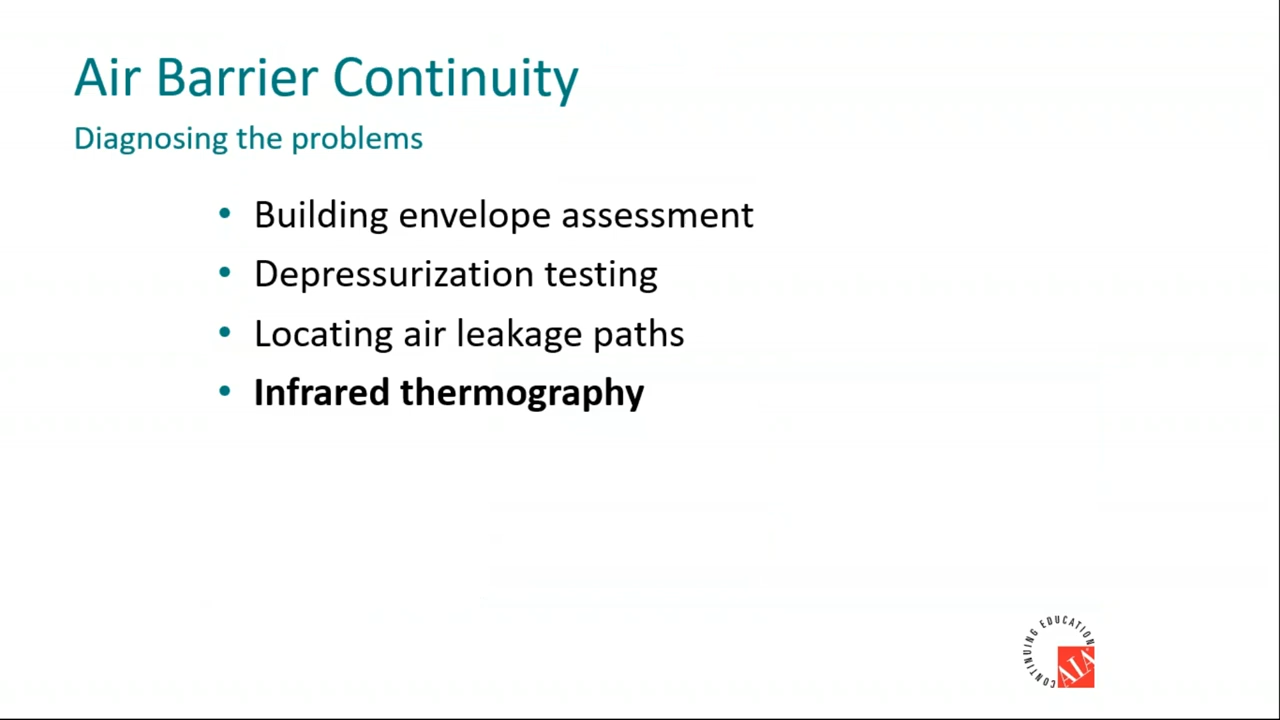 Air Barrier Continuity
Diagnosing the problems
• Building envelope assessment
• Depressurization testing
• Locating air leakage paths
• Infrared thermography
CONTINUING EDUCATION
AIA